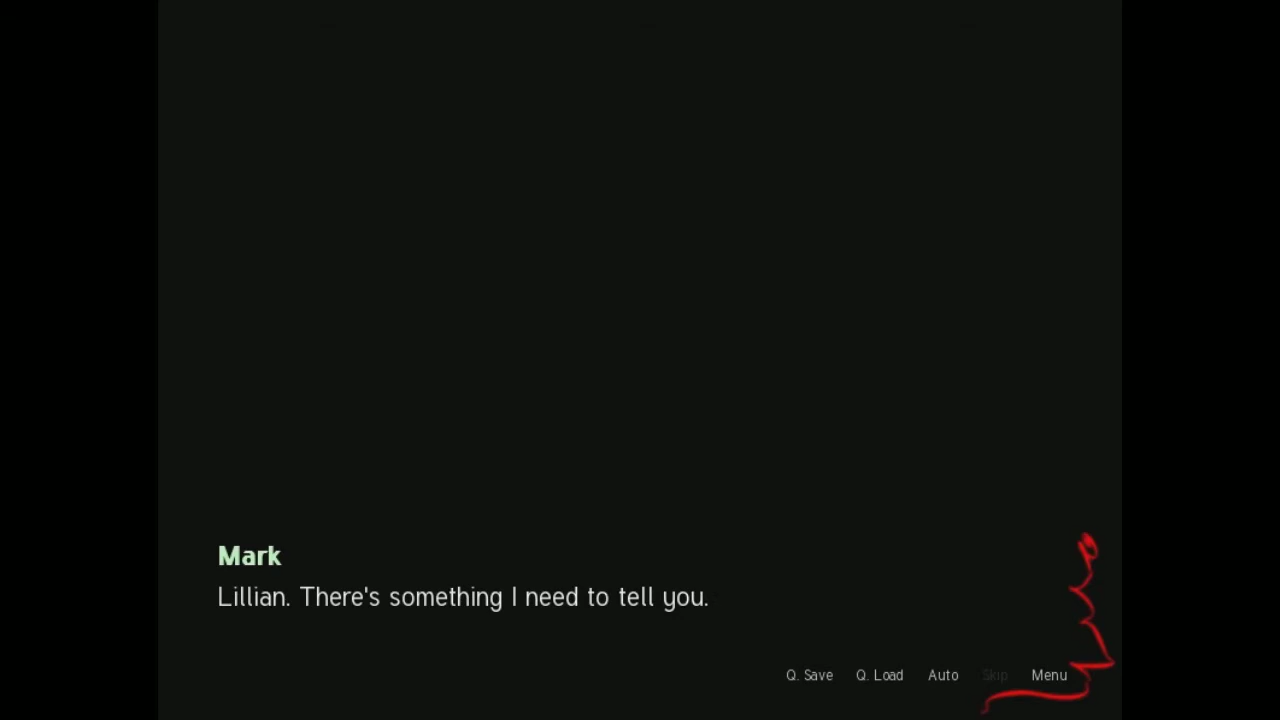 Mark
Lillian. There's something I need to tell you.
Q. Save Q. Load Auto Skip Menu